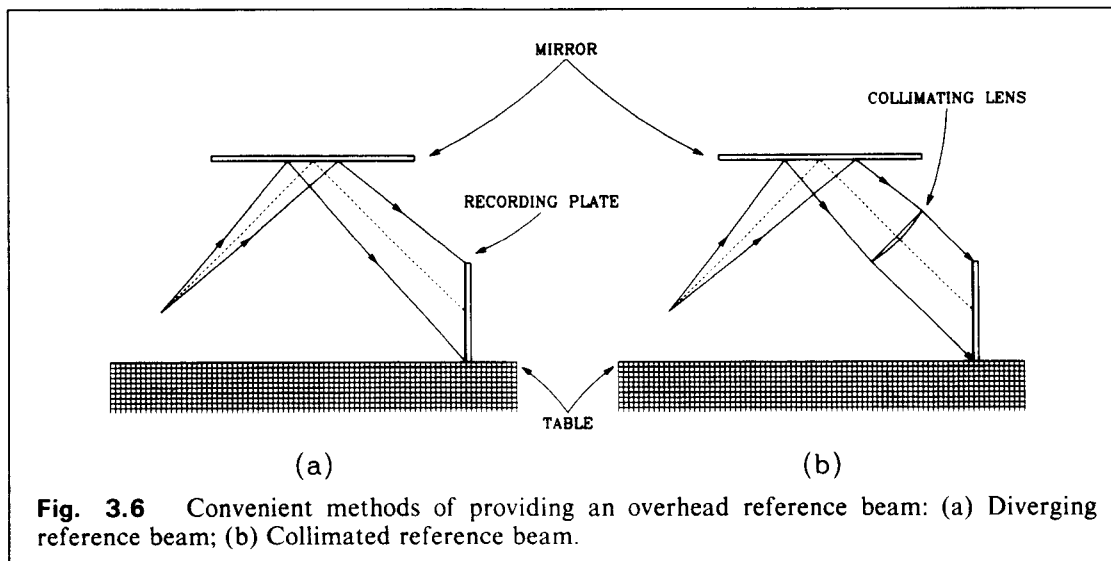 MIRROR
COLLIMATING LENS
RECORDING PLATE
TABLE
(a)
(b)
Fig. 3.6 Convenient methods of providing an overhead reference beam: (a) Diverging
reference beam; (b) Collimated reference beam.